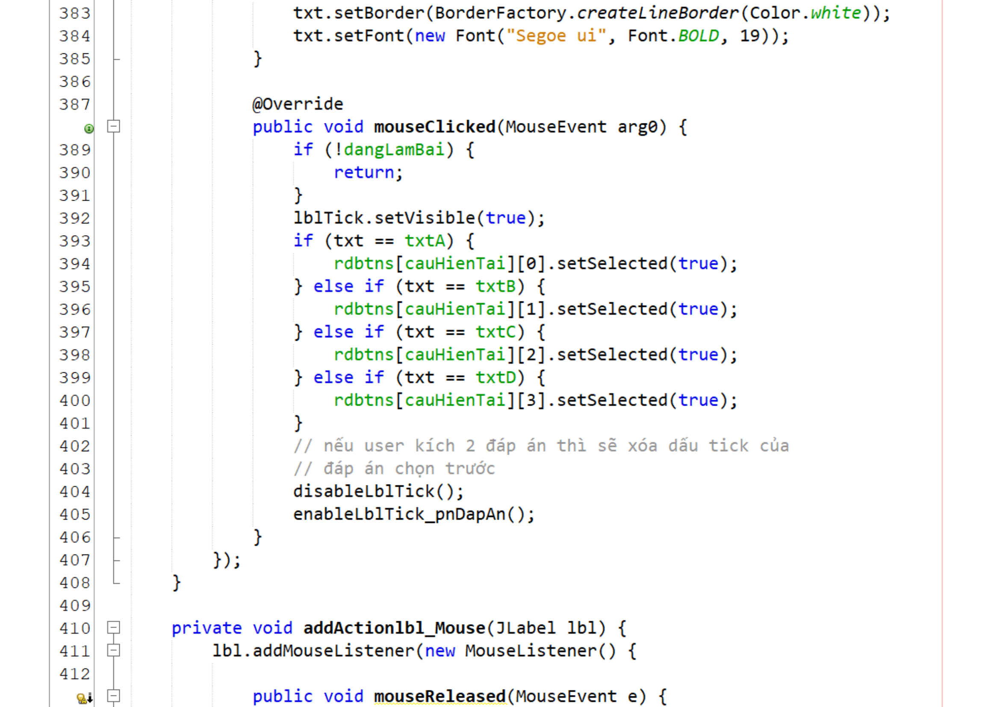 383 txt.setBorder(BorderFactory.createLineBorder(Color.white));
384 txt.setFont(new Font("Segoe ui", Font.BOLD, 19));
385 }
386
387 @Override
public void mouseClicked(MouseEvent arg0) {
389 if (!dangLamBai) {
390 return;
391 }
392 lblTick.setVisible(true);
393 if (txt == txtA) {
394 rdbtns[cauHienTai][0].setSelected(true);
395 } else if (txt == txtB) {
396 rdbtns[cauHienTai][1].setSelected(true);
397 } else if (txt == txtC) {
398 rdbtns[cauHienTai][2].setSelected(true);
399 } else if (txt == txtD) {
400 rdbtns[cauHienTai][3].setSelected(true);
401 }
402 // nếu user kích 2 đáp án thì sẽ xóa dấu tick của
403 // đáp án chọn trước
404 disableLblTick();
405 enableLblTick_pnDapAn();
406 }
407 });
408 }
409
410 private void addActionlbl_Mouse(JLabel lbl) {
411 lbl.addMouseListener(new MouseListener() {
412
public void mouseReleased(MouseEvent e) {